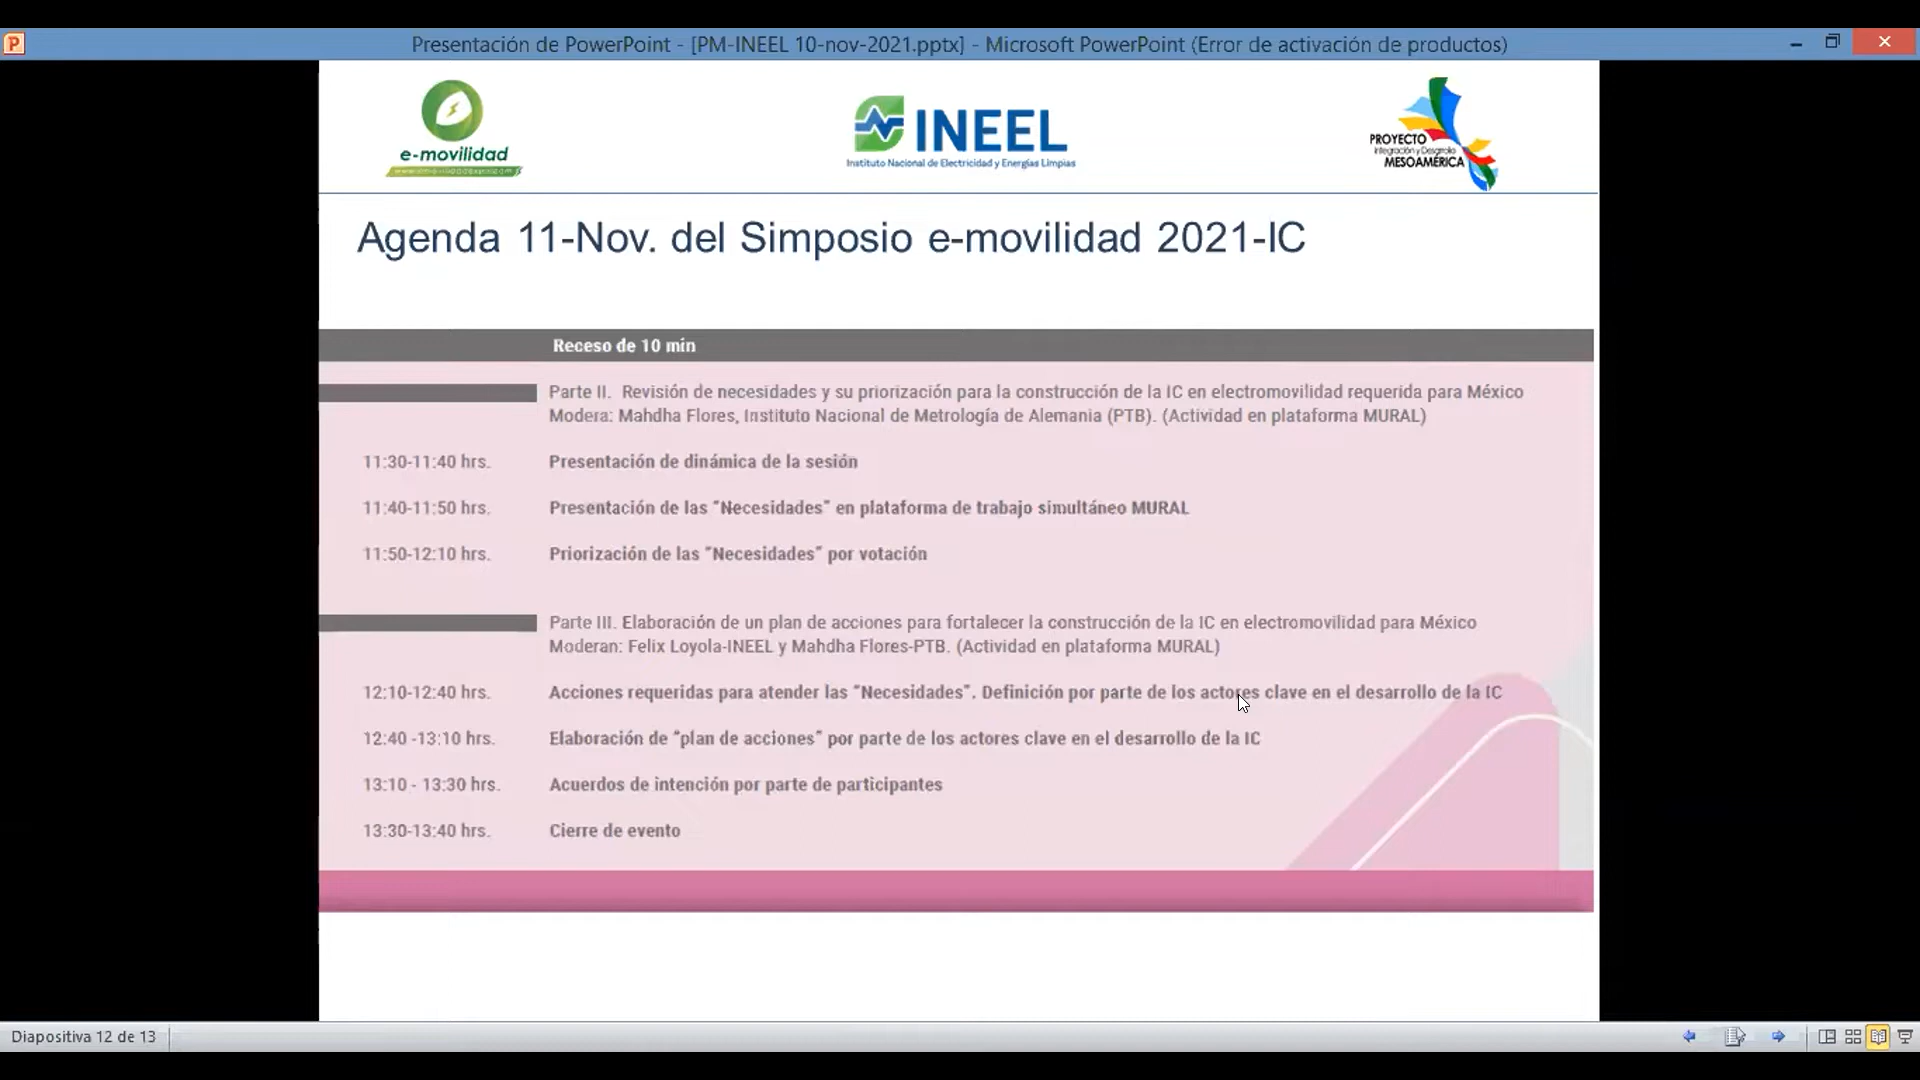 Presentación de PowerPoint - [PM-INEEL 10-nov-2021.pptx] - Microsoft PowerPoint (Error de activación de productos)
e-movilidad
INEEL
Instituto Nacional de Electricidad y Energías Limpias
PROYECTO
Integración y Desarrollo
MESOAMÉRICA
Agenda 11-Nov. del Simposio e-movilidad 2021-IC
Receso de 10 min
Parte II. Revisión de necesidades y su priorización para la construcción de la IC en electromovilidad requerida para México
Modera: Mahdha Flores, Instituto Nacional de Metrología de Alemania (PTB). (Actividad en plataforma MURAL)
11:30-11:40 hrs. Presentación de dinámica de la sesión
11:40-11:50 hrs. Presentación de las "Necesidades" en plataforma de trabajo simultáneo MURAL
11:50-12:10 hrs. Priorización de las "Necesidades" por votación
Parte III. Elaboración de un plan de acciones para fortalecer la construcción de la IC en electromovilidad para México
Moderan: Felix Loyola-INEEL y Mahdha Flores-PTB. (Actividad en plataforma MURAL)
12:10-12:40 hrs. Acciones requeridas para atender las "Necesidades". Definición por parte de los actores clave en el desarrollo de la IC
12:40 -13:10 hrs. Elaboración de "plan de acciones" por parte de los actores clave en el desarrollo de la IC
13:10 - 13:30 hrs. Acuerdos de intención por parte de participantes
13:30-13:40 hrs. Cierre de evento
Diapositiva 12 de 13